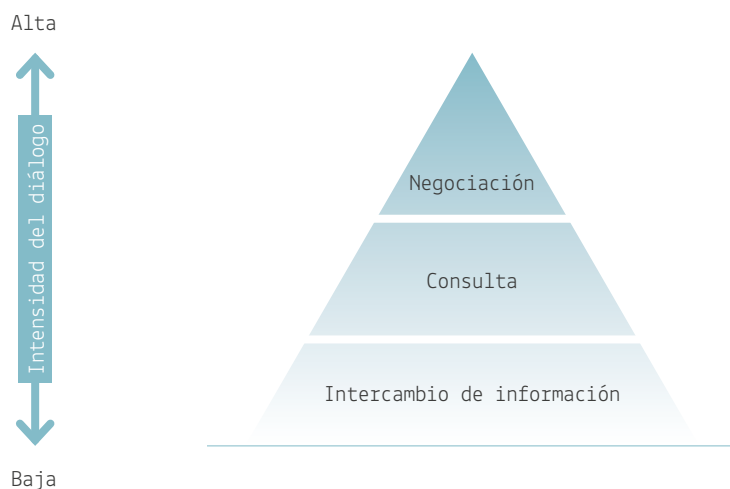 Alta
Intensidad del diálogo
Negociación
Consulta
Intercambio de información
Baja